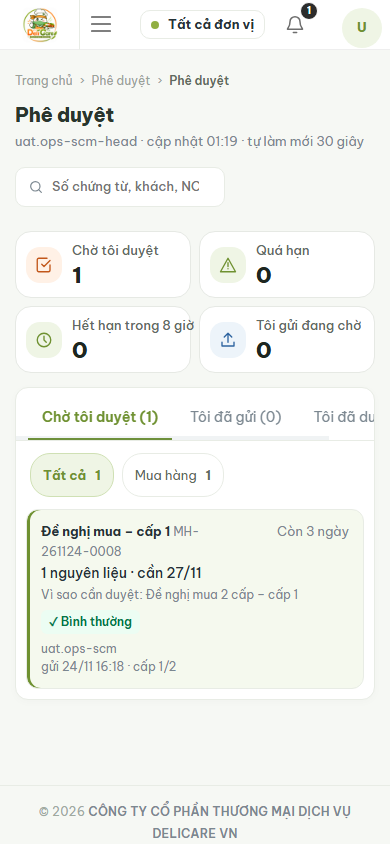 Tất cả đơn vị
1
U
Trang chủ › Phê duyệt › Phê duyệt
Phê duyệt
uat.ops-scm-head · cập nhật 01:19 · tự làm mới 30 giây
Số chứng từ, khách, NC
Chờ tôi duyệt
1
Quá hạn
0
Hết hạn trong 8 giờ
0
Tôi gửi đang chờ
0
Chờ tôi duyệt (1)
Tôi đã gửi (0)
Tôi đã du
Tất cả 1
Mua hàng 1
Đề nghị mua – cấp 1 MH-
261124-0008
Còn 3 ngày
1 nguyên liệu · cần 27/11
Vì sao cần duyệt: Đề nghị mua 2 cấp – cấp 1
✓ Bình thường
uat.ops-scm
gửi 24/11 16:18 · cấp 1/2
© 2026 CÔNG TY CỔ PHẦN THƯƠNG MẠI DỊCH VỤ
DELICARE VN